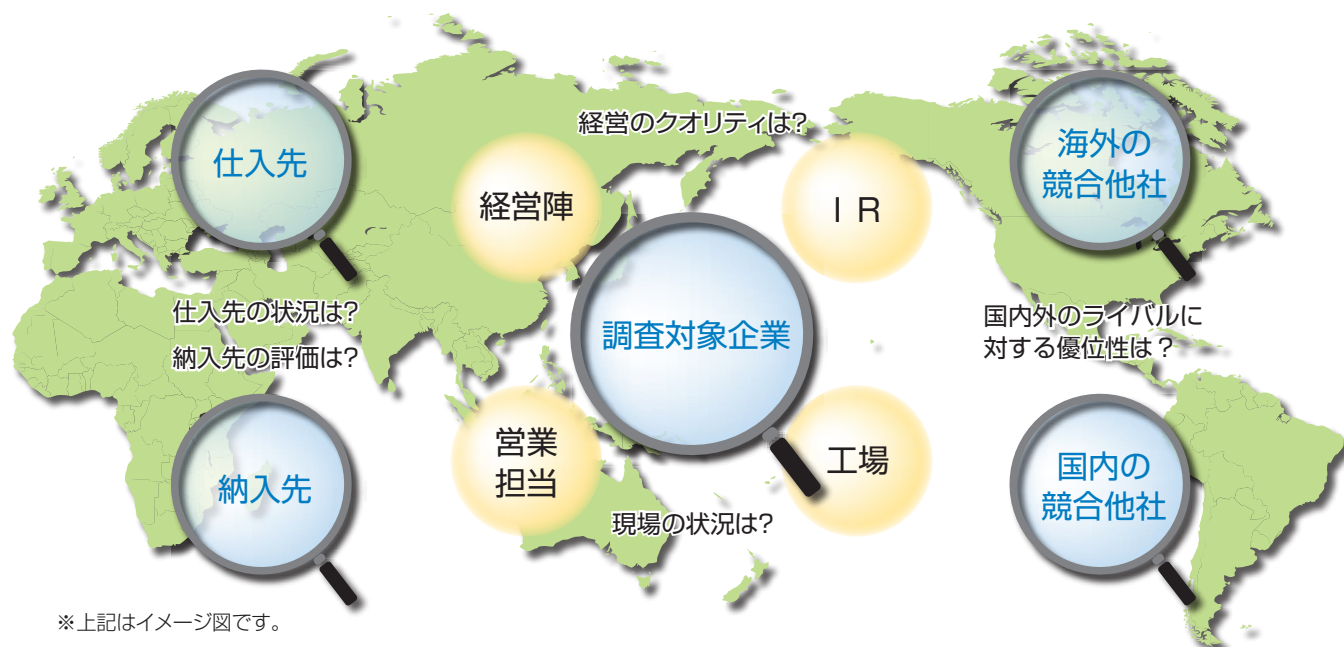 経営のクオリティは?
仕入先
経営陣
I R
海外の
競合他社
仕入先の状況は?
納入先の評価は?
調査対象企業
国内外のライバルに
対する優位性は?
納入先
営業
担当
工場
国内の
競合他社
現場の状況は?
※上記はイメージ図です。